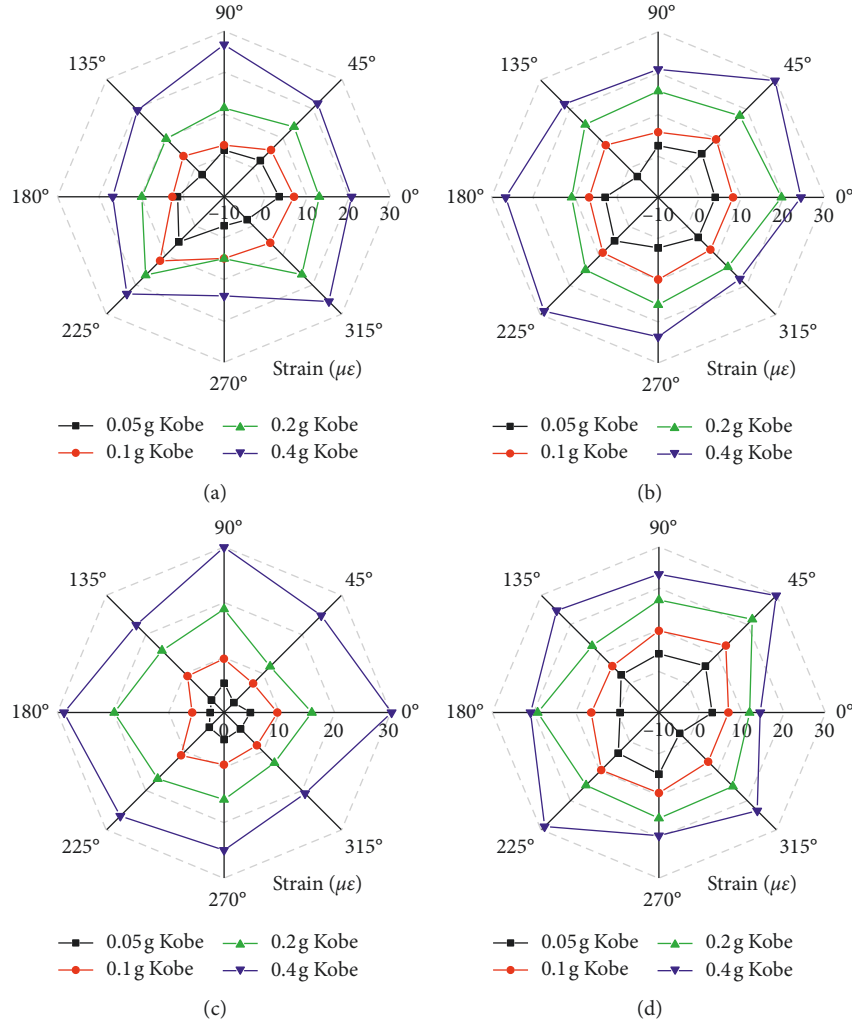 90° 90°
135° 45° 135° 45°
180° −10 0 10 20 30 0° 180° −10 0 10 20 30 0°
225° 315° 225° 315°
270° Strain (με) 270° Strain (με)
0.05 g Kobe 0.2 g Kobe 0.05 g Kobe 0.2 g Kobe
0.1 g Kobe 0.4 g Kobe 0.1 g Kobe 0.4 g Kobe
(a) (b)
90° 90°
135° 45° 135° 45°
180° 0 10 20 30 0° 180° −10 0 10 20 30 0°
225° 315° 225° 315°
270° Strain (με) 270° Strain (με)
0.05 g Kobe 0.2 g Kobe 0.05 g Kobe 0.2 g Kobe
0.1 g Kobe 0.4 g Kobe 0.1 g Kobe 0.4 g Kobe
(c) (d)